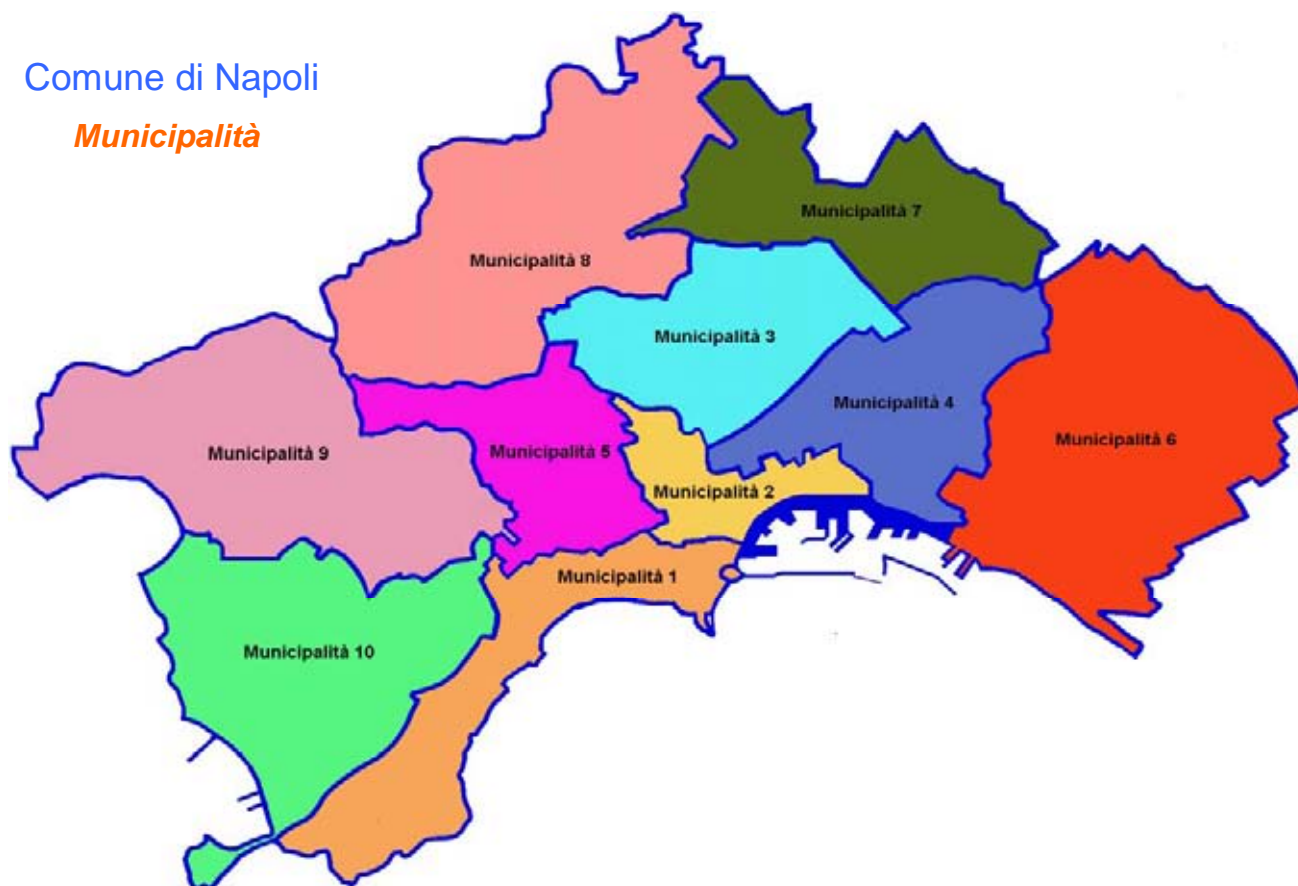 Comune di Napoli
Municipalità
Municipalità 7
Municipalità 8
Municipalità 3
Municipalità 4
Municipalità 6
Municipalità 9
Municipalità 5
Municipalità 2
Municipalità 1
Municipalità 10